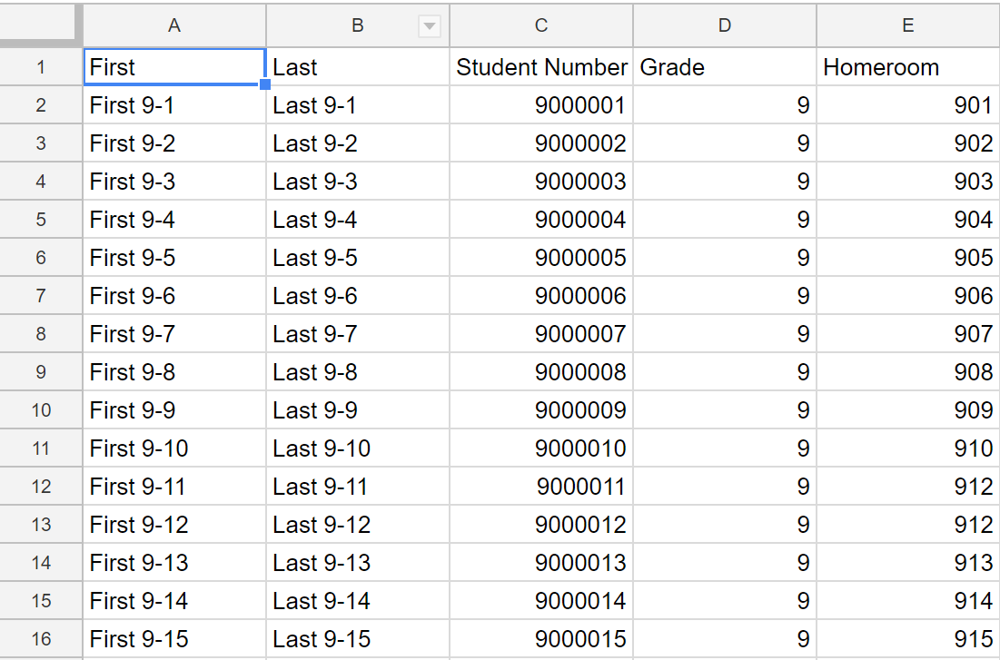 A B C D E
1 First Last Student Number Grade Homeroom
2 First 9-1 Last 9-1 9000001 9 901
3 First 9-2 Last 9-2 9000002 9 902
4 First 9-3 Last 9-3 9000003 9 903
5 First 9-4 Last 9-4 9000004 9 904
6 First 9-5 Last 9-5 9000005 9 905
7 First 9-6 Last 9-6 9000006 9 906
8 First 9-7 Last 9-7 9000007 9 907
9 First 9-8 Last 9-8 9000008 9 908
10 First 9-9 Last 9-9 9000009 9 909
11 First 9-10 Last 9-10 9000010 9 910
12 First 9-11 Last 9-11 9000011 9 912
13 First 9-12 Last 9-12 9000012 9 912
14 First 9-13 Last 9-13 9000013 9 913
15 First 9-14 Last 9-14 9000014 9 914
16 First 9-15 Last 9-15 9000015 9 915